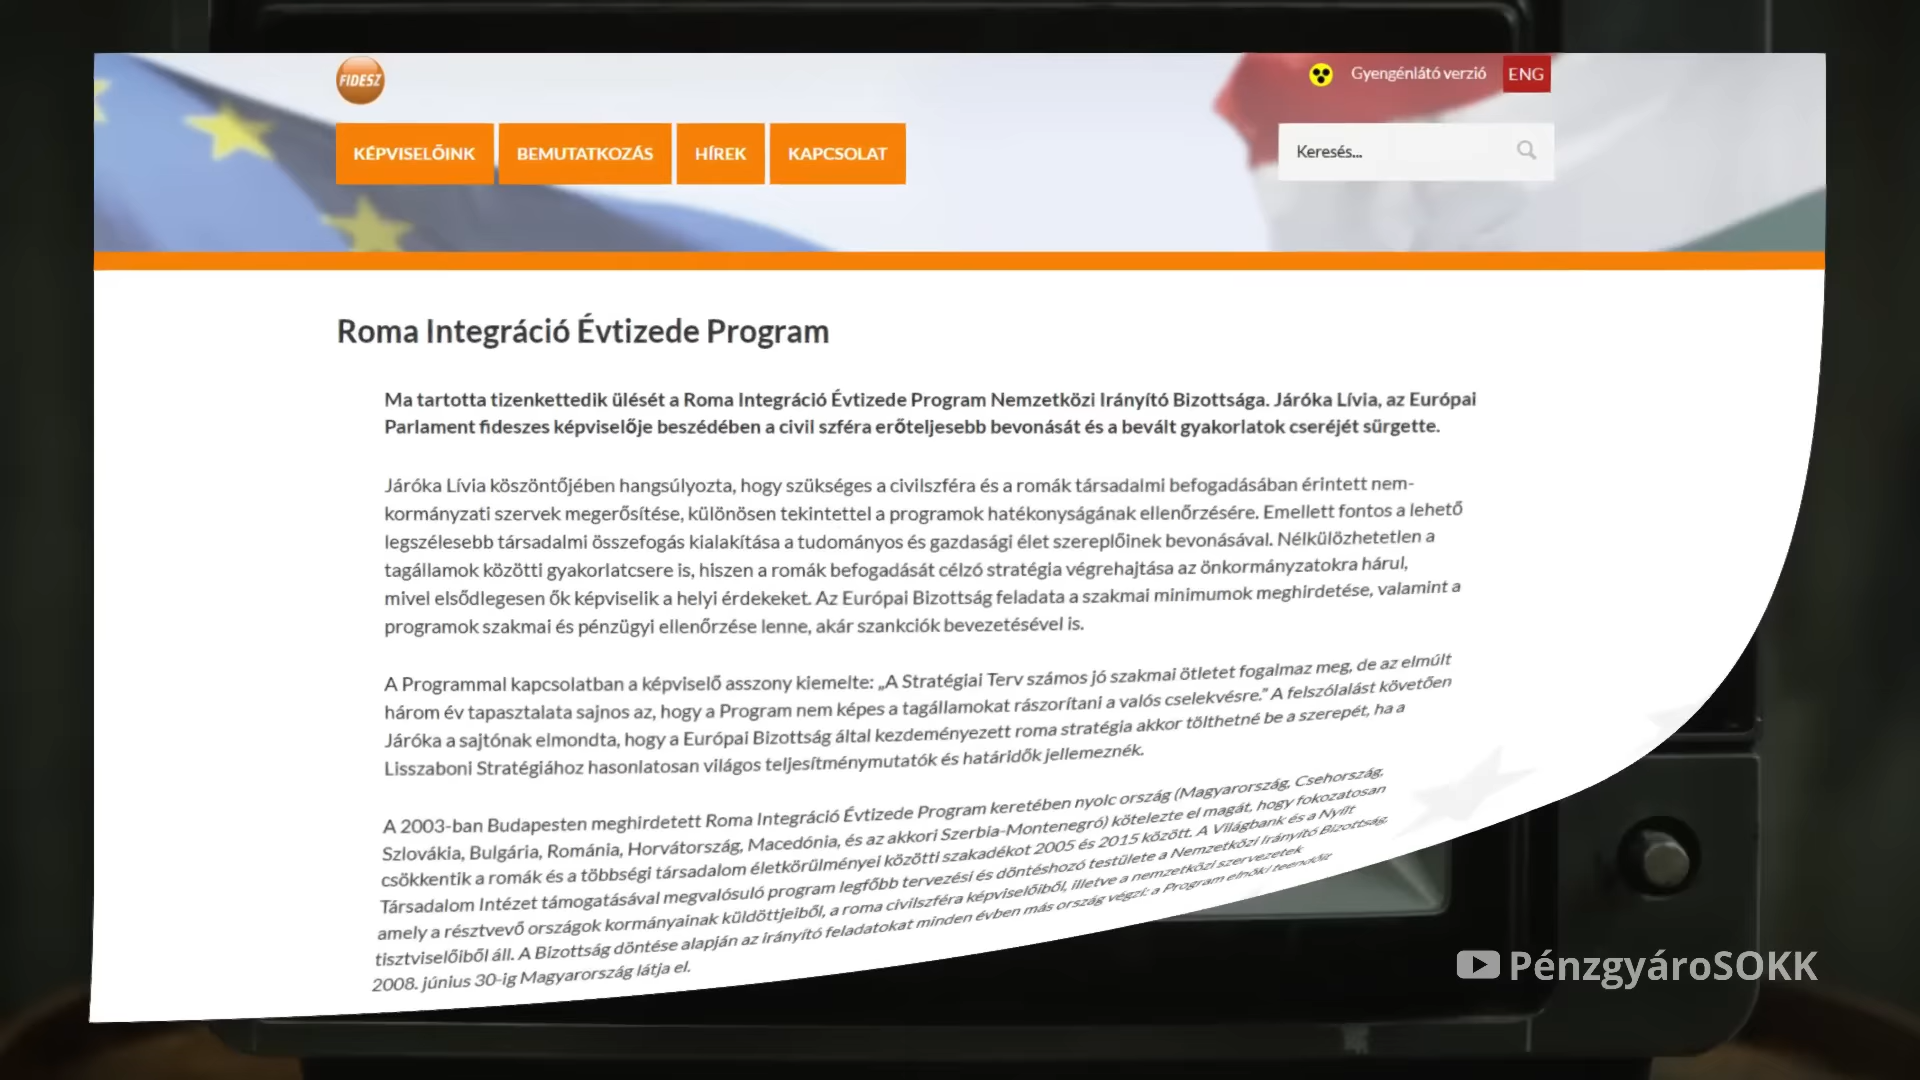 FIDESZ
Gyengénlátó verzió
ENG
KÉPVISELŐINK
BEMUTATKOZÁS
HÍREK
KAPCSOLAT
Keresés...
Roma Integráció Évtizede Program
Ma tartotta tizenkettedik ülését a Roma Integráció Évtizede Program Nemzetközi Irányító Bizottsága. Járóka Lívia, az Európai
Parlament fideszes képviselője beszédében a civil szféra erőteljesebb bevonását és a bevált gyakorlatok cseréjét sürgette.
Járóka Lívia köszöntőjében hangsúlyozta, hogy szükséges a civilszféra és a romák társadalmi befogadásában érintett nem-
kormányzati szervek megerősítése, különösen tekintettel a programok hatékonyságának ellenőrzésére. Emellett fontos a lehető
legszélesebb társadalmi összefogás kialakítása a tudományos és gazdasági élet szereplőinek bevonásával. Nélkülözhetetlen a
tagállamok közötti gyakorlatcsere is, hiszen a romák befogadását célzó stratégia végrehajtása az önkormányzatokra hárul,
mivel elsődlegesen ők képviselik a helyi érdekeket. Az Európai Bizottság feladata a szakmai minimumok meghirdetése, valamint a
programok szakmai és pénzügyi ellenőrzése lenne, akár szankciók bevezetésével is.
A Programmal kapcsolatban a képviselő asszony kiemelte: „A Stratégiai Terv számos jó szakmai ötletet fogalmaz meg, de az elmúlt
három év tapasztalata sajnos az, hogy a Program nem képes a tagállamokat rászorítani a valós cselekvésre.” A felszólalást követően
Járóka a sajtónak elmondta, hogy a Európai Bizottság által kezdeményezett roma stratégia akkor tölthetné be a szerepét, ha a
Lisszaboni Stratégiához hasonlatosan világos teljesítménymutatók és határidők jellemeznék.
A 2003-ban Budapesten meghirdetett Roma Integráció Évtizede Program keretében nyolc ország (Magyarország, Csehország,
Szlovákia, Bulgária, Románia, Horvátország, Macedónia, és az akkori Szerbia-Montenegró) kötelezte el magát, hogy fokozatosan
csökkentik a romák és a többségi társadalom életkörülményei közötti szakadékot 2005 és 2015 között. A Világbank és a Nyílt
Társadalom Intézet támogatásával megvalósuló program legfőbb tervezési és döntéshozó testülete a Nemzetközi Irányító Bizottság,
amely a résztvevő országok kormányainak küldöttjeiből, a roma civilszféra képviselőiből, illetve a nemzetközi szervezetek
tisztviselőiből áll. A Bizottság döntése alapján az irányító feladatokat minden évben más ország végzi: a Program elnöki teendőit
2008. június 30-ig Magyarország látja el.
PénzgyároSOKK